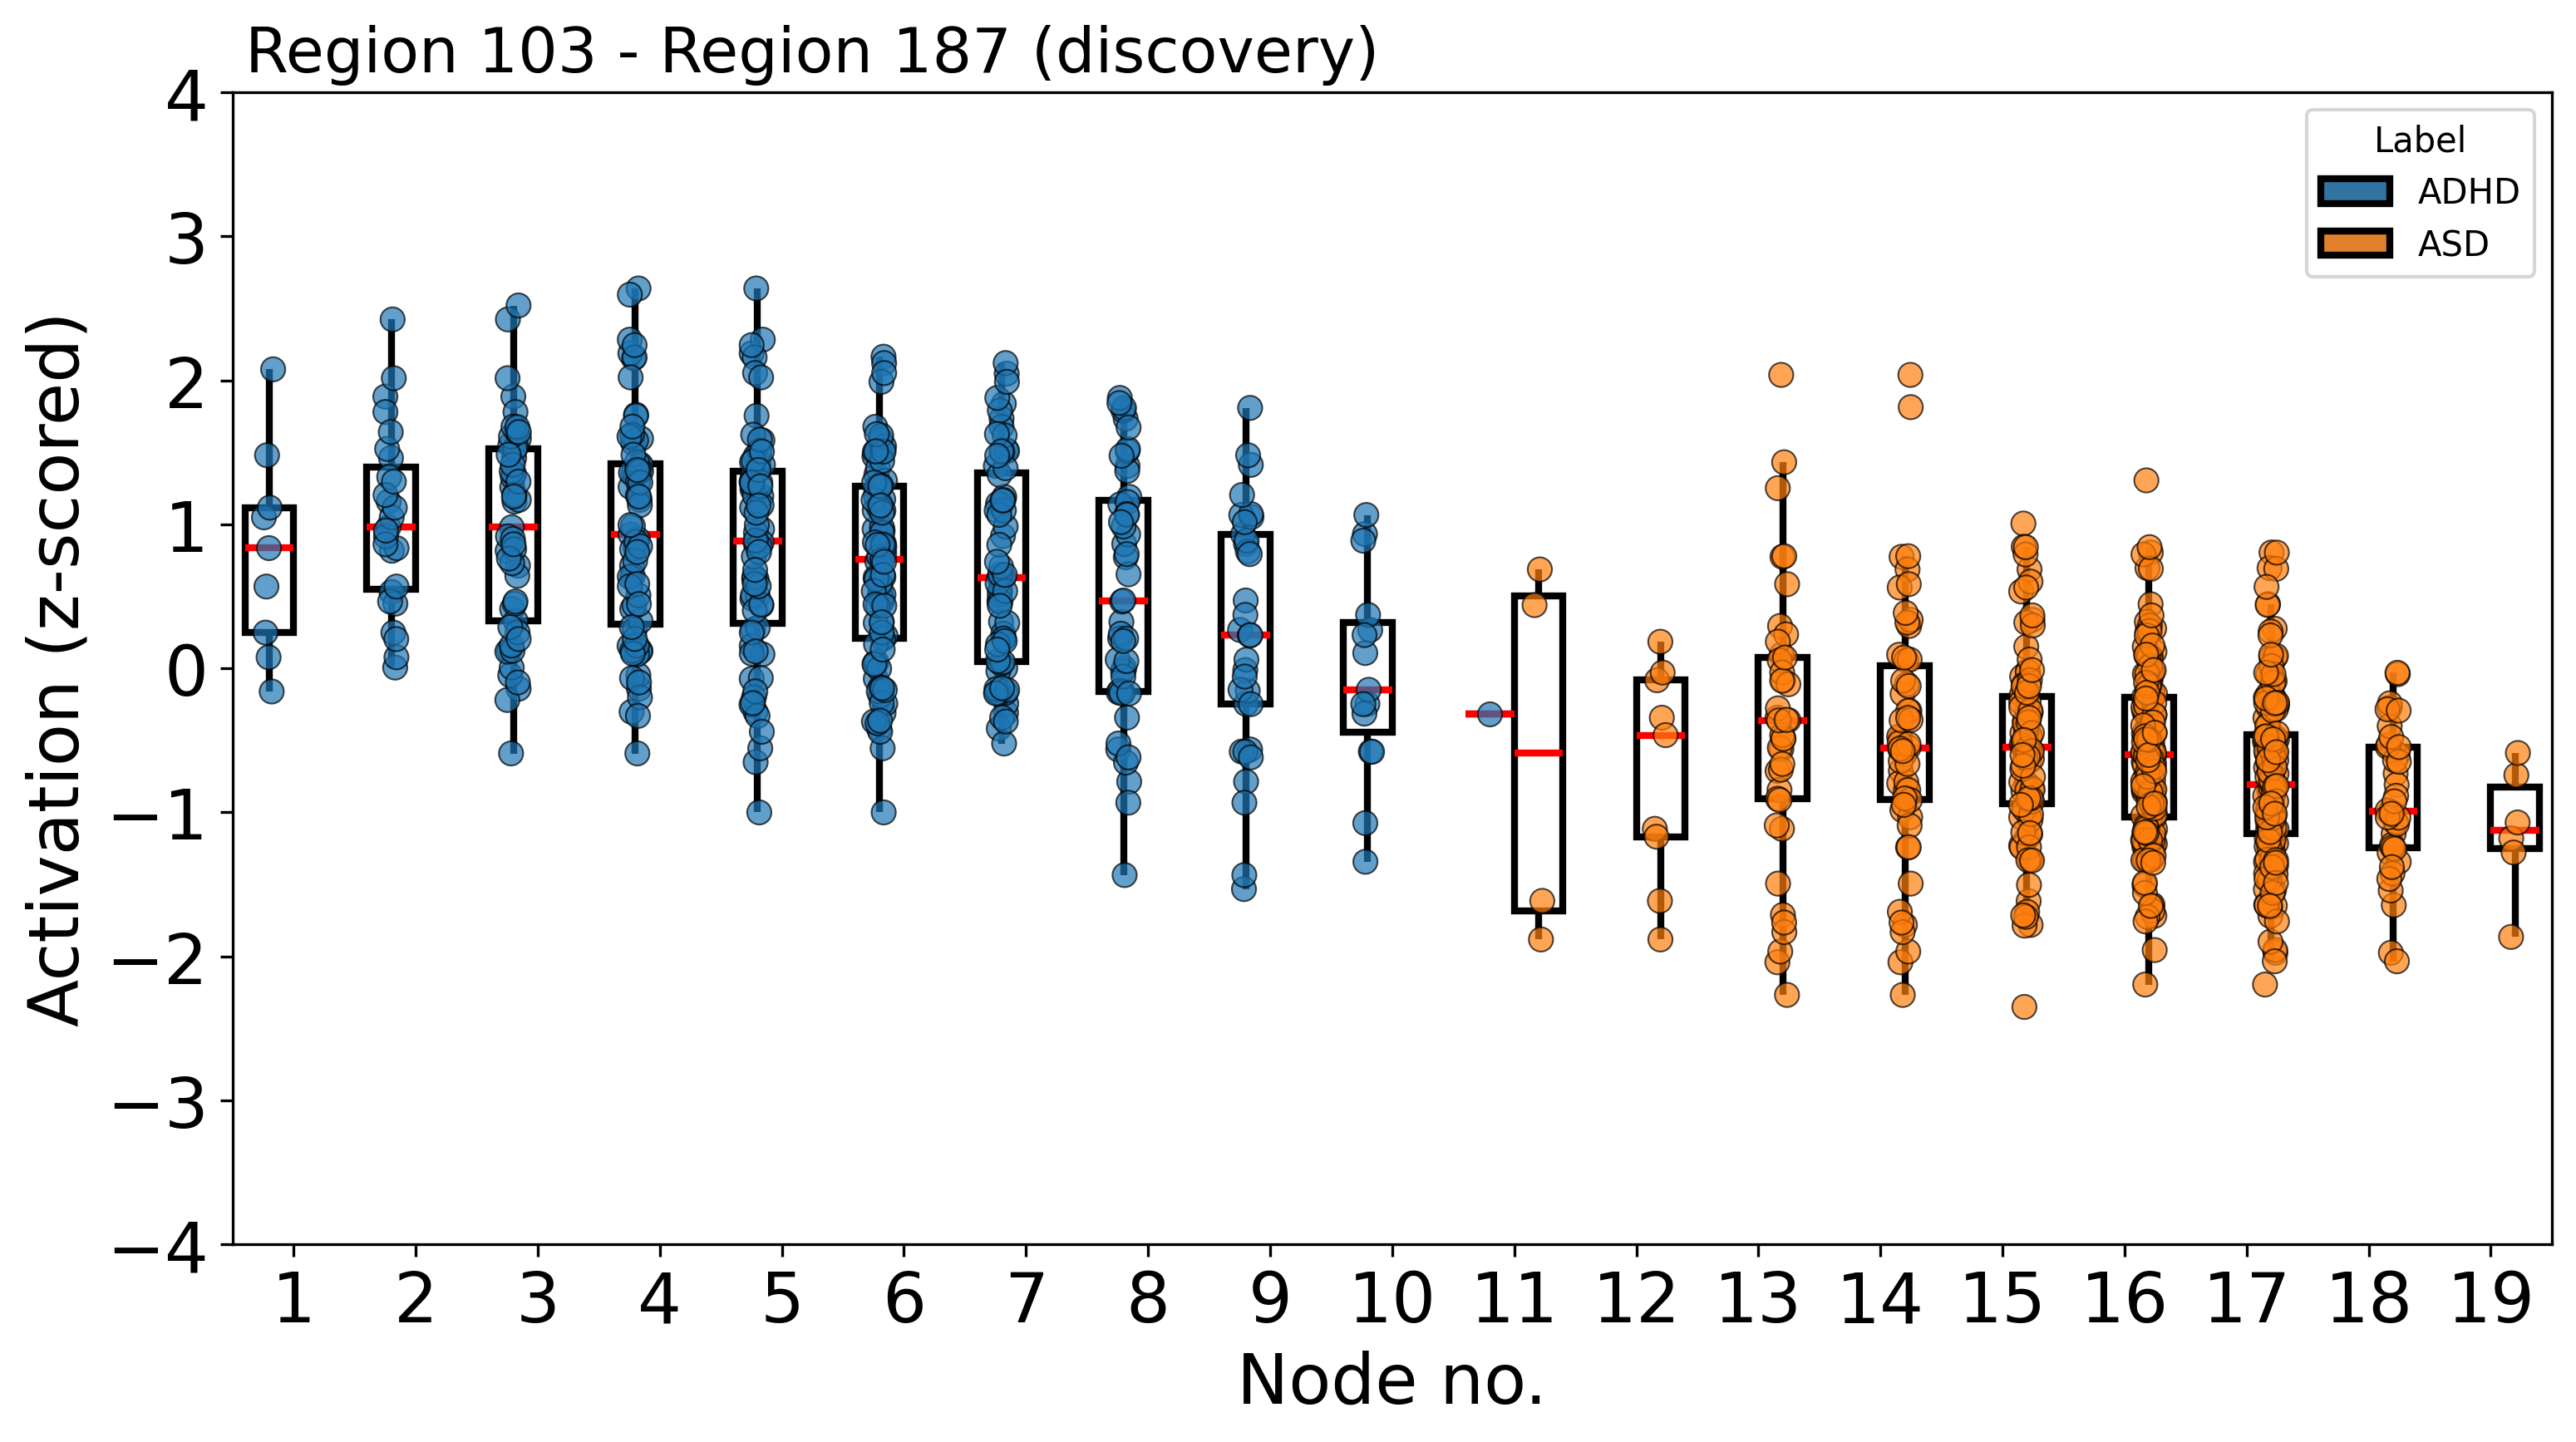 Region 103 - Region 187 (discovery)
Activation (z-scored)
4
3
2
1
0
−1
−2
−3
−4
Label
ADHD
ASD
1 2 3 4 5 6 7 8 9 10 11 12 13 14 15 16 17 18 19
Node no.